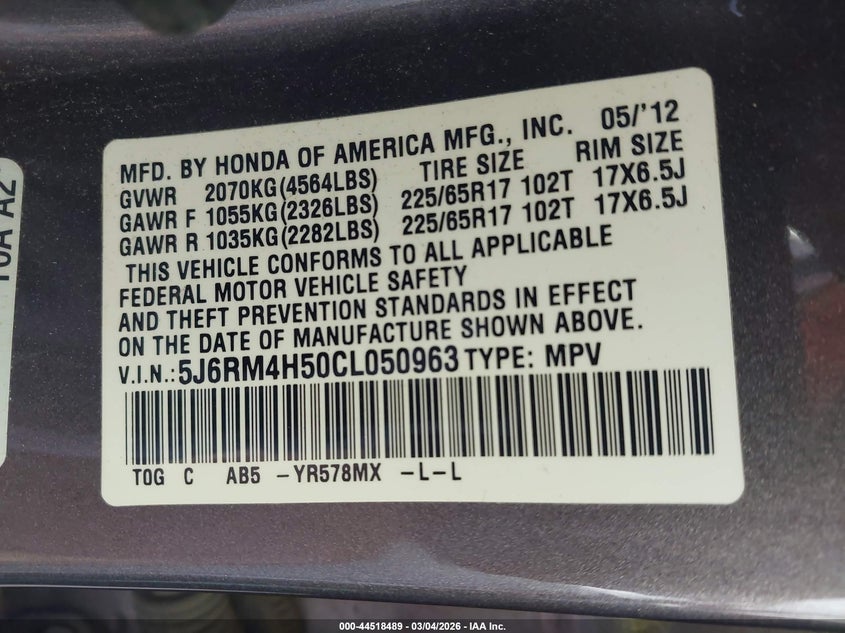 MFD. BY HONDA OF AMERICA MFG., INC. 05/'12
GVWR 2070KG(4564LBS) TIRE SIZE RIM SIZE
GAWR F 1055KG(2326LBS) 225/65R17 102T 17X6.5J
GAWR R 1035KG(2282LBS) 225/65R17 102T 17X6.5J
THIS VEHICLE CONFORMS TO ALL APPLICABLE
FEDERAL MOTOR VEHICLE SAFETY
AND THEFT PREVENTION STANDARDS IN EFFECT
ON THE DATE OF MANUFACTURE SHOWN ABOVE.
V.I.N.: 5J6RM4H50CL050963 TYPE: MPV
T0G C AB5 -YR578MX -L-L
000-44518489 - 03/04/2026 - IAA Inc.